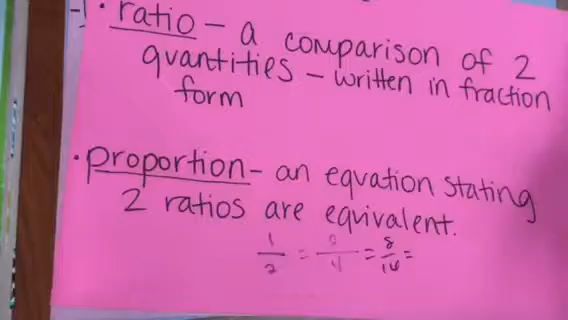 • ratio - a comparison of 2
quantities - written in fraction
form
• proportion - an equation stating
2 ratios are equivalent.
1/2 = /4 = 8/16 =